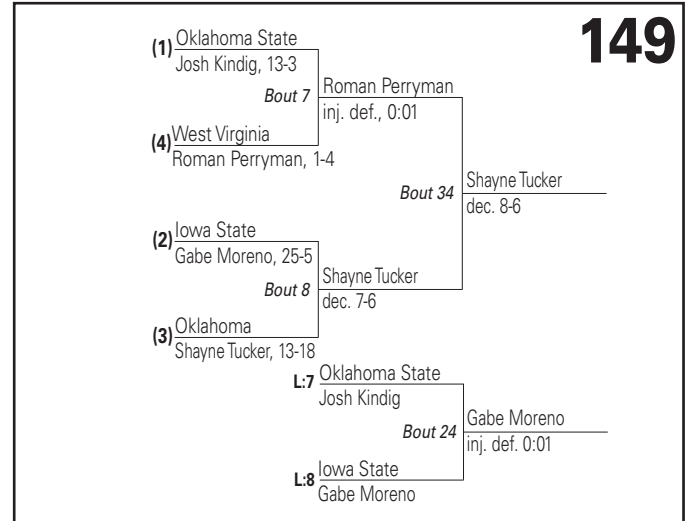 149
(1) Oklahoma State
Josh Kindig, 13-3
Bout 7
Roman Perryman
inj. def., 0:01
(4) West Virginia
Roman Perryman, 1-4
Bout 34
Shayne Tucker
dec. 8-6
(2) Iowa State
Gabe Moreno, 25-5
Bout 8
Shayne Tucker
dec. 7-6
(3) Oklahoma
Shayne Tucker, 13-18
L:7 Oklahoma State
Josh Kindig
Bout 24
Gabe Moreno
inj. def. 0:01
L:8 Iowa State
Gabe Moreno